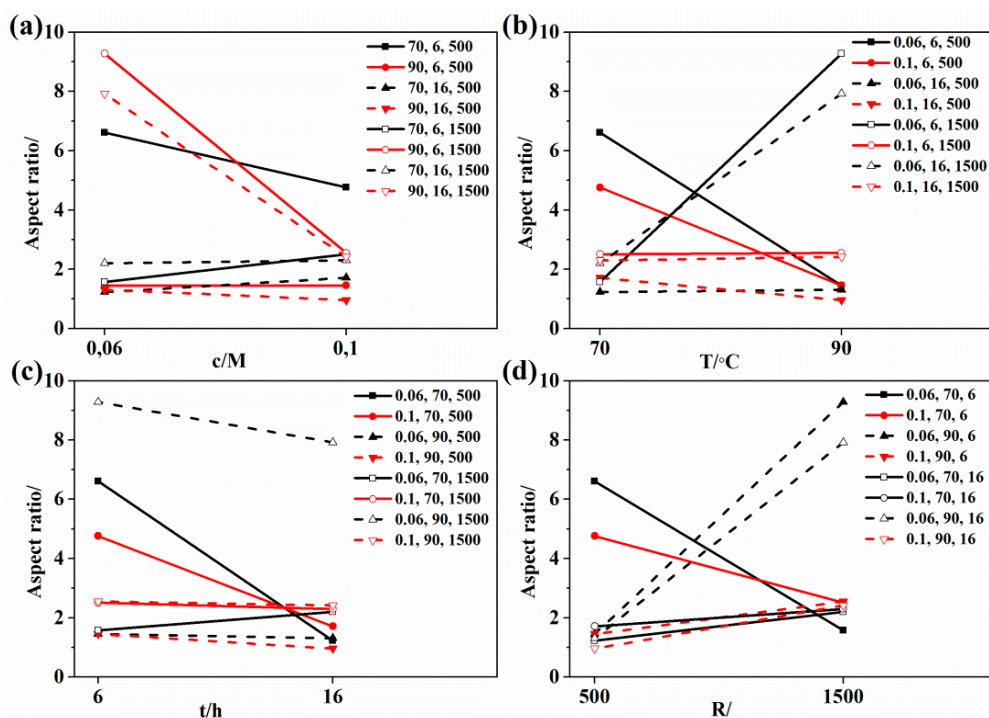 (a)
Aspect ratio/
10
8
6
4
2
0
70, 6, 500
90, 6, 500
70, 16, 500
90, 16, 500
70, 6, 1500
90, 6, 1500
70, 16, 1500
90, 16, 1500
0,06
0,1
c/M
(b)
Aspect ratio/
10
8
6
4
2
0
0.06, 6, 500
0.1, 6, 500
0.06, 16, 500
0.1, 16, 500
0.06, 6, 1500
0.1, 6, 1500
0.06, 16, 1500
0.1, 16, 1500
70
90
T/°C
(c)
Aspect ratio/
10
8
6
4
2
0
0.06, 70, 500
0.1, 70, 500
0.06, 90, 500
0.1, 90, 500
0.06, 70, 1500
0.1, 70, 1500
0.06, 90, 1500
0.1, 90, 1500
6
16
t/h
(d)
Aspect ratio/
10
8
6
4
2
0
0.06, 70, 6
0.1, 70, 6
0.06, 90, 6
0.1, 90, 6
0.06, 70, 16
0.1, 70, 16
0.06, 90, 16
0.1, 90, 16
500
1500
R/